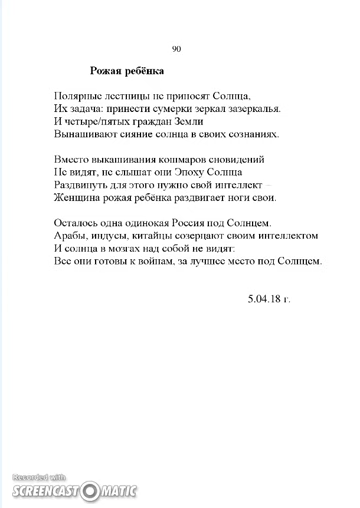 90
Рожая ребёнка
Полярные лестницы не приносят Солнца,
Их задача: принести сумерки зеркал зазеркалья.
И четыре/пятых граждан Земли
Вынашивают сияние солнца в своих сознаниях.
Вместо выкашивания кошмаров сновидений
Не видят, не слышат они Эпоху Солнца
Раздвинуть для этого нужно свой интеллект –
Женщина рожая ребёнка раздвигает ноги свои.
Осталось одна одинокая Россия под Солнцем.
Арабы, индусы, китайцы созерцают своим интеллектом
И солнца в мозгах над собой не видят:
Все они готовы к войнам, за лучшее место под Солнцем.
5.04.18 г.
Recorded with
SCREENCAST-O-MATIC